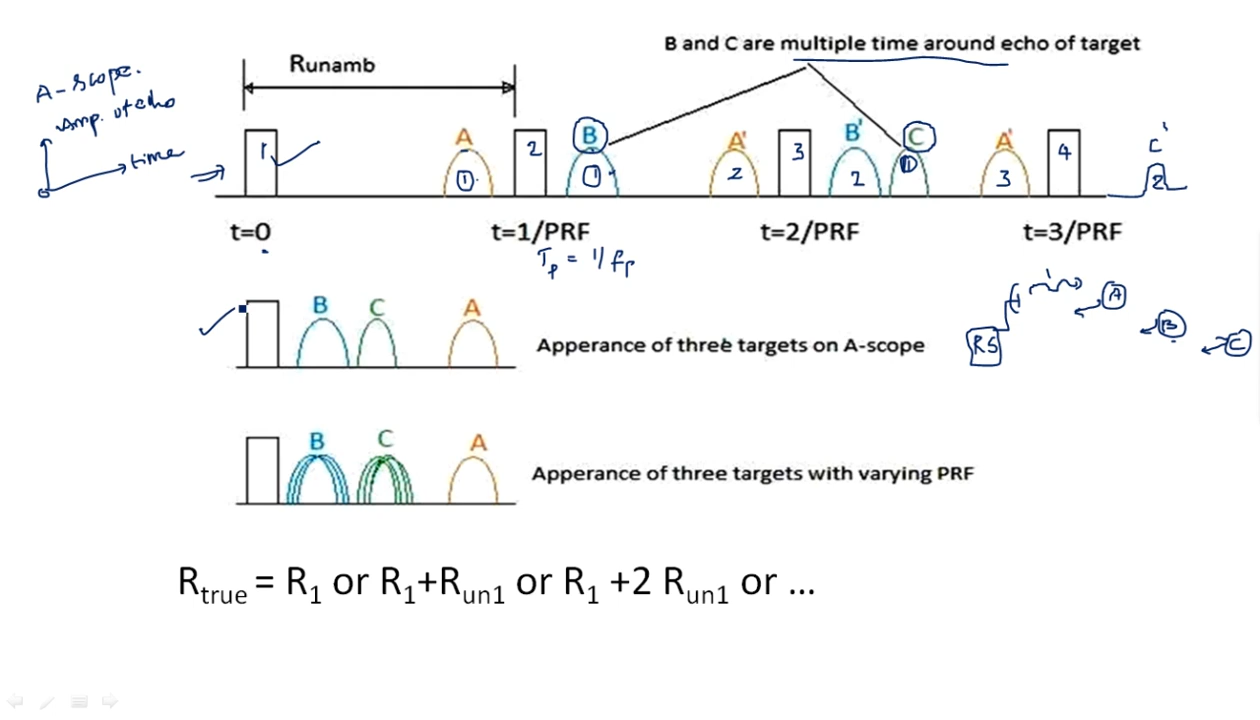 B and C are multiple time around echo of target
Runamb
A-scope.
Amp. of echo
time
1
A
1
2
B
1
A'
2
3
B'
2
C
1
A'
3
4
C'
2
t=0
t=1/PRF
t=2/PRF
t=3/PRF
Tp = 1/fp
B C A
Apperance of three targets on A-scope
RS
A
B
C
B C A
Apperance of three targets with varying PRF
Rtrue = R1 or R1+Run1 or R1 +2 Run1 or ...